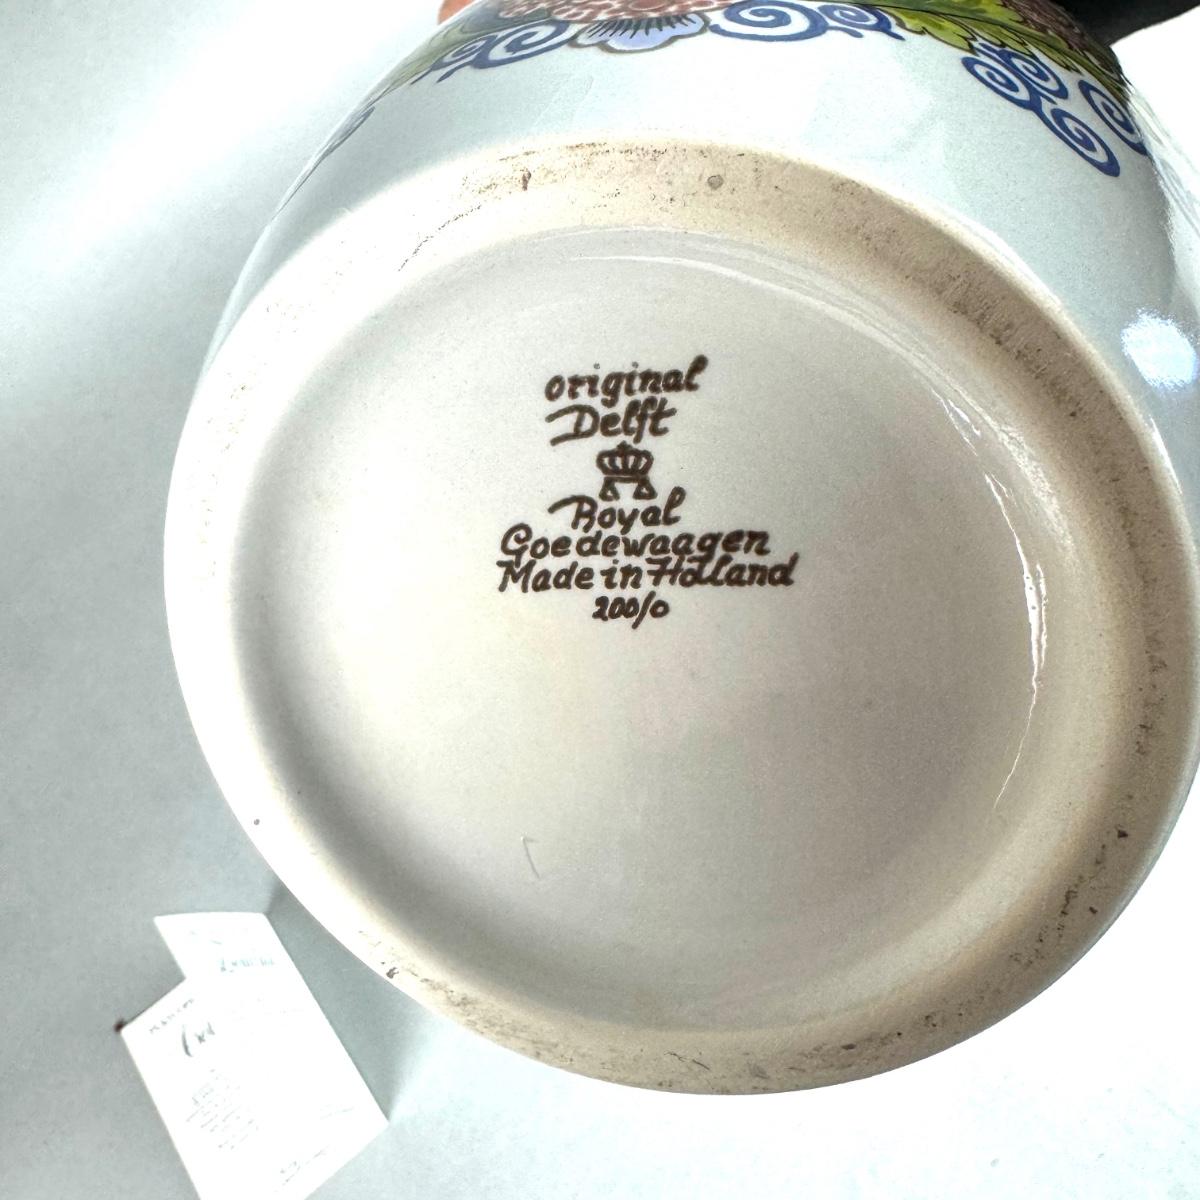 original
Delft
Royal
Goedewaagen
Made in Holland
200/0